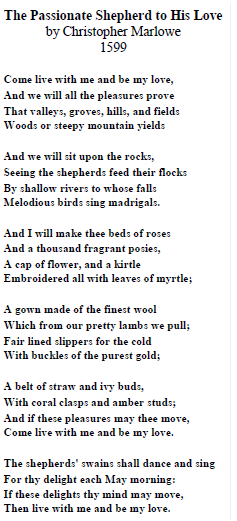 The Passionate Shepherd to His Love
by Christopher Marlowe
1599
Come live with me and be my love,
And we will all the pleasures prove
That valleys, groves, hills, and fields
Woods or steepy mountain yields
And we will sit upon the rocks,
Seeing the shepherds feed their flocks
By shallow rivers to whose falls
Melodious birds sing madrigals.
And I will make thee beds of roses
And a thousand fragrant posies,
A cap of flower, and a kirtle
Embroidered all with leaves of myrtle;
A gown made of the finest wool
Which from our pretty lambs we pull;
Fair lined slippers for the cold
With buckles of the purest gold;
A belt of straw and ivy buds,
With coral clasps and amber studs;
And if these pleasures may thee move,
Come live with me and be my love.
The shepherds' swains shall dance and sing
For thy delight each May morning:
If these delights thy mind may move,
Then live with me and be my love.